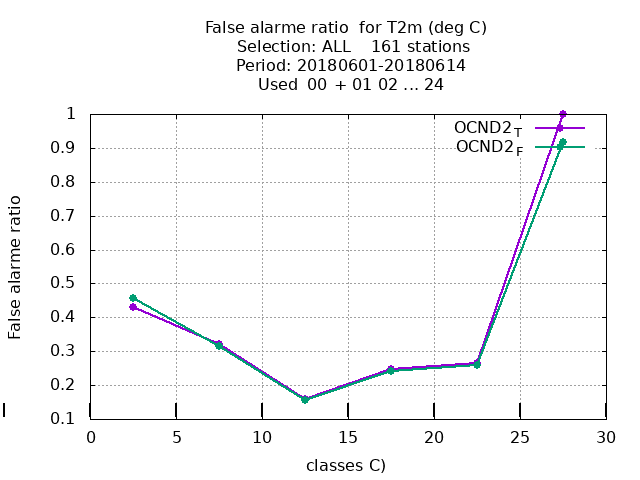 False alarme ratio for T2m (deg C)
Selection: ALL 161 stations
Period: 20180601-20180614
Used 00 + 01 02 ... 24
OCND2_T
OCND2_F
1
0.9
0.8
0.7
0.6
0.5
0.4
0.3
0.2
0.1
False alarme ratio
0 5 10 15 20 25 30
classes C)